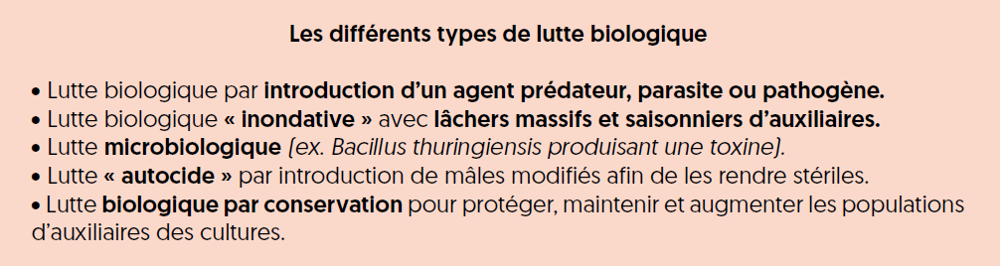 Les différents types de lutte biologique
• Lutte biologique par introduction d’un agent prédateur, parasite ou pathogène.
• Lutte biologique « inondative » avec lâchers massifs et saisonniers d’auxiliaires.
• Lutte microbiologique (ex. Bacillus thuringiensis produisant une toxine).
• Lutte « autocide » par introduction de mâles modifiés afin de les rendre stériles.
• Lutte biologique par conservation pour protéger, maintenir et augmenter les populations
d’auxiliaires des cultures.